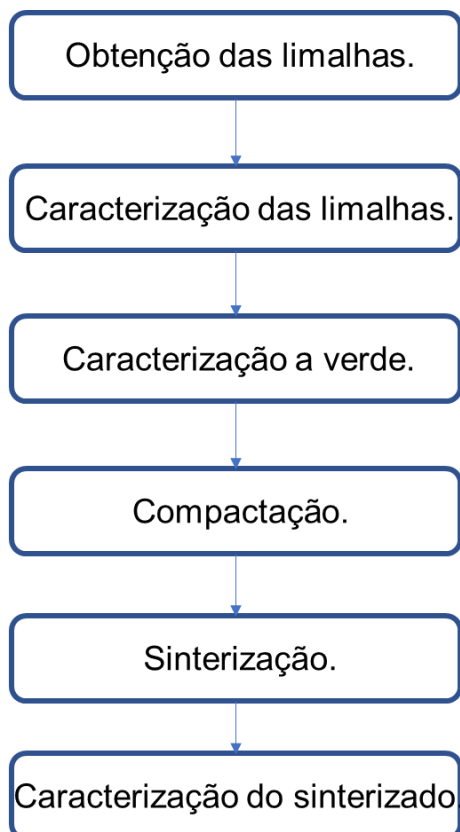 Obtenção das limalhas.
Caracterização das limalhas.
Caracterização a verde.
Compactação.
Sinterização.
Caracterização do sinterizado.